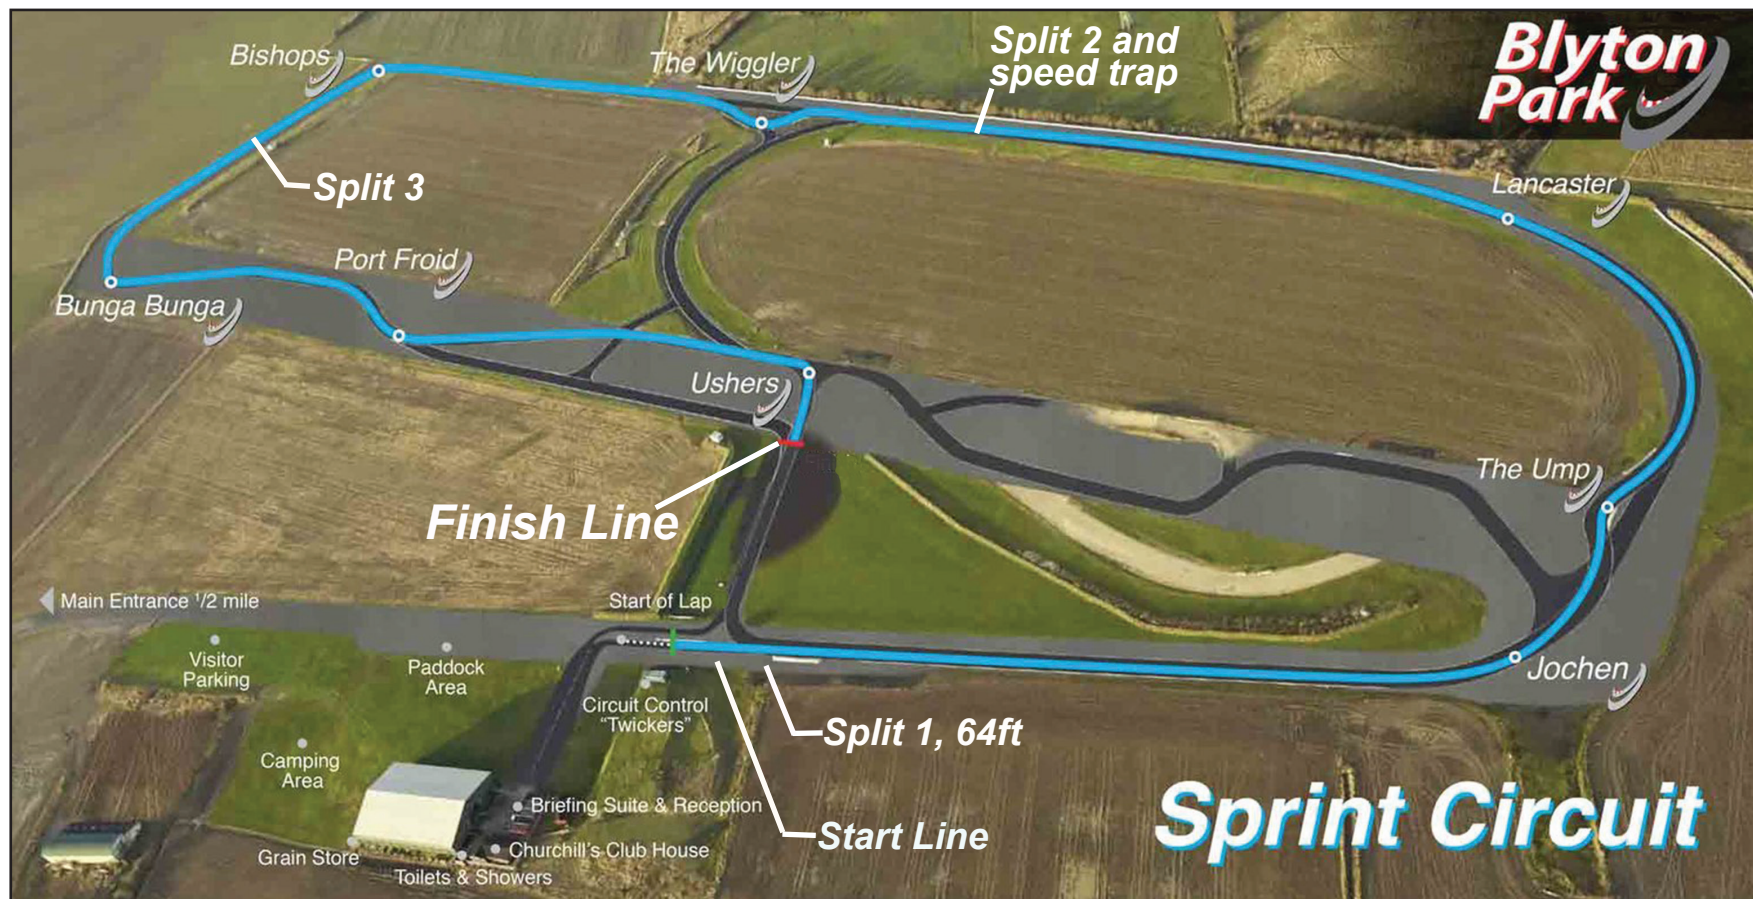 Blyton
Park
Bishops
The Wiggler
Split 2 and
speed trap
Lancaster
Split 3
Port Froid
Bunga Bunga
Ushers
The Ump
Finish Line
Main Entrance ¹/2 mile
Start of Lap
Visitor
Parking
Paddock
Area
Circuit Control
"Twickers"
Jochen
Split 1, 64ft
Camping
Area
Briefing Suite & Reception
Start Line
Sprint Circuit
Grain Store
Churchill's Club House
Toilets & Showers